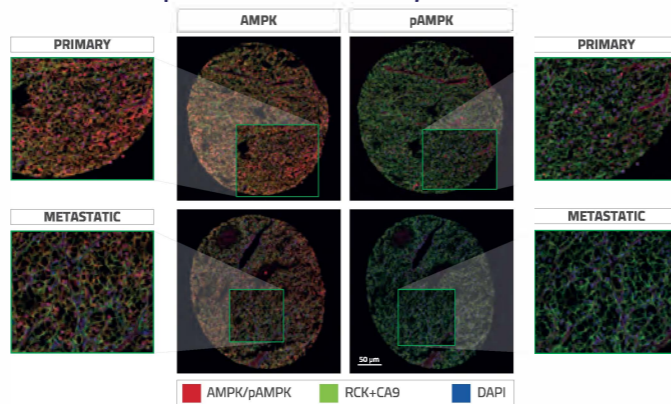 AMPK pAMPK
PRIMARY PRIMARY
METASTATIC METASTATIC
50 µm
AMPK/pAMPK RCK+CA9 DAPI